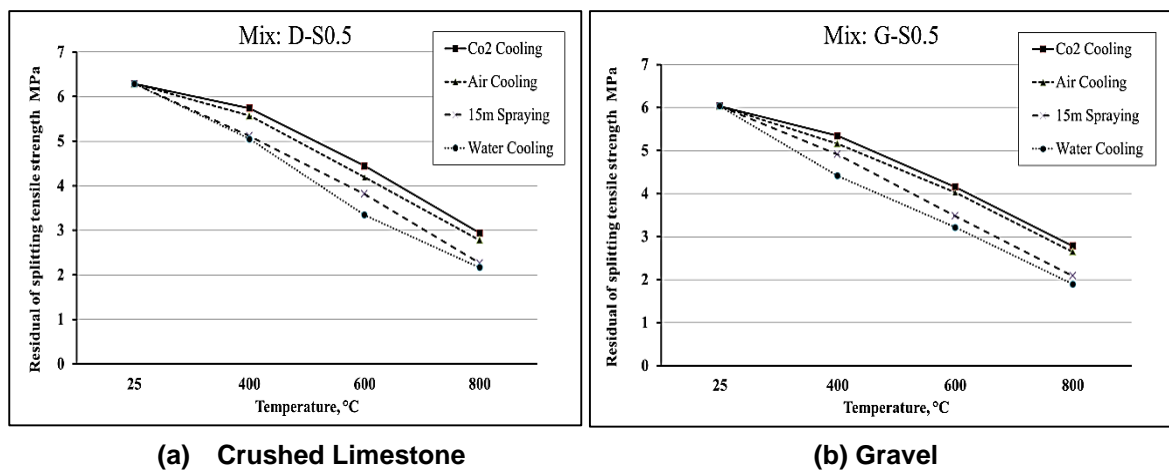 Mix: D-S0.5
Co2 Cooling
Air Cooling
15m Spraying
Water Cooling
Residual of splitting tensile strength MPa
7
6
5
4
3
2
1
0
25 400 600 800
Temperature, °C
(a) Crushed Limestone
Mix: G-S0.5
Co2 Cooling
Air Cooling
15m Spraying
Water Cooling
Residual of splitting tensile strength MPa
7
6
5
4
3
2
1
0
25 400 600 800
Temperature, °C
(b) Gravel